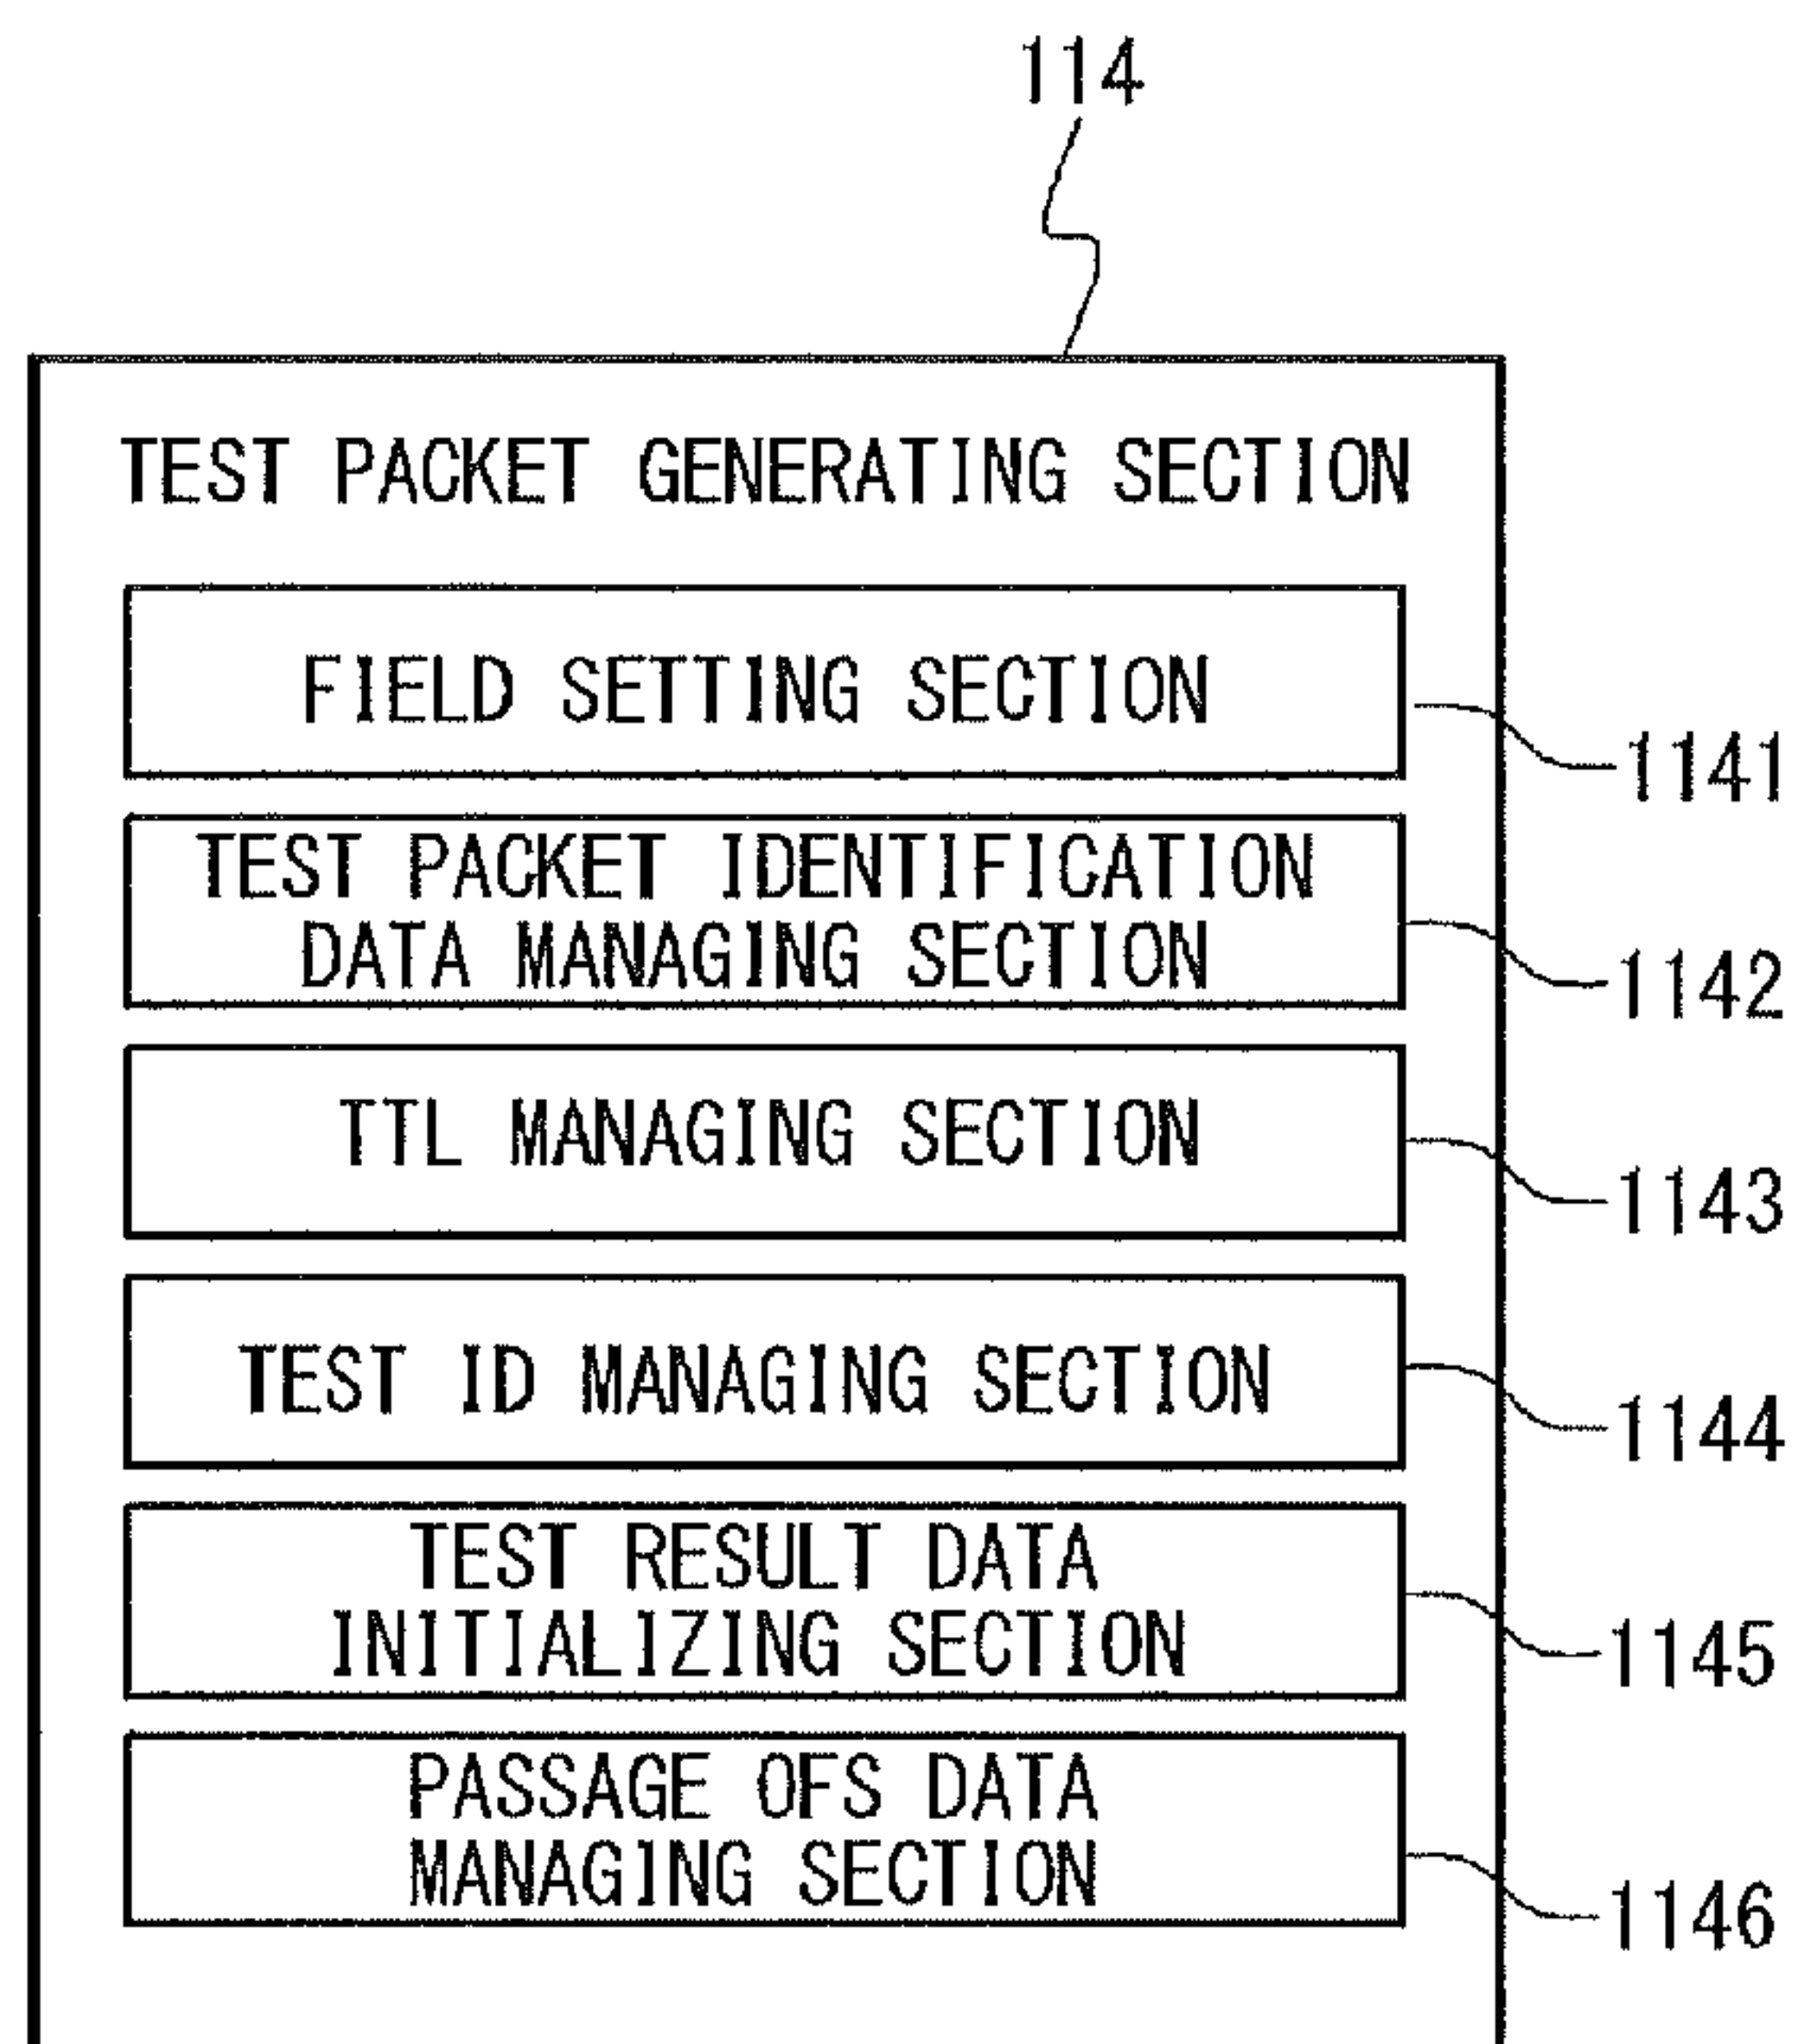 114
TEST PACKET GENERATING SECTION
FIELD SETTING SECTION
1141
TEST PACKET IDENTIFICATION
DATA MANAGING SECTION
1142
TTL MANAGING SECTION
1143
TEST ID MANAGING SECTION
1144
TEST RESULT DATA
INITIALIZING SECTION
1145
PASSAGE OFS DATA
MANAGING SECTION
1146